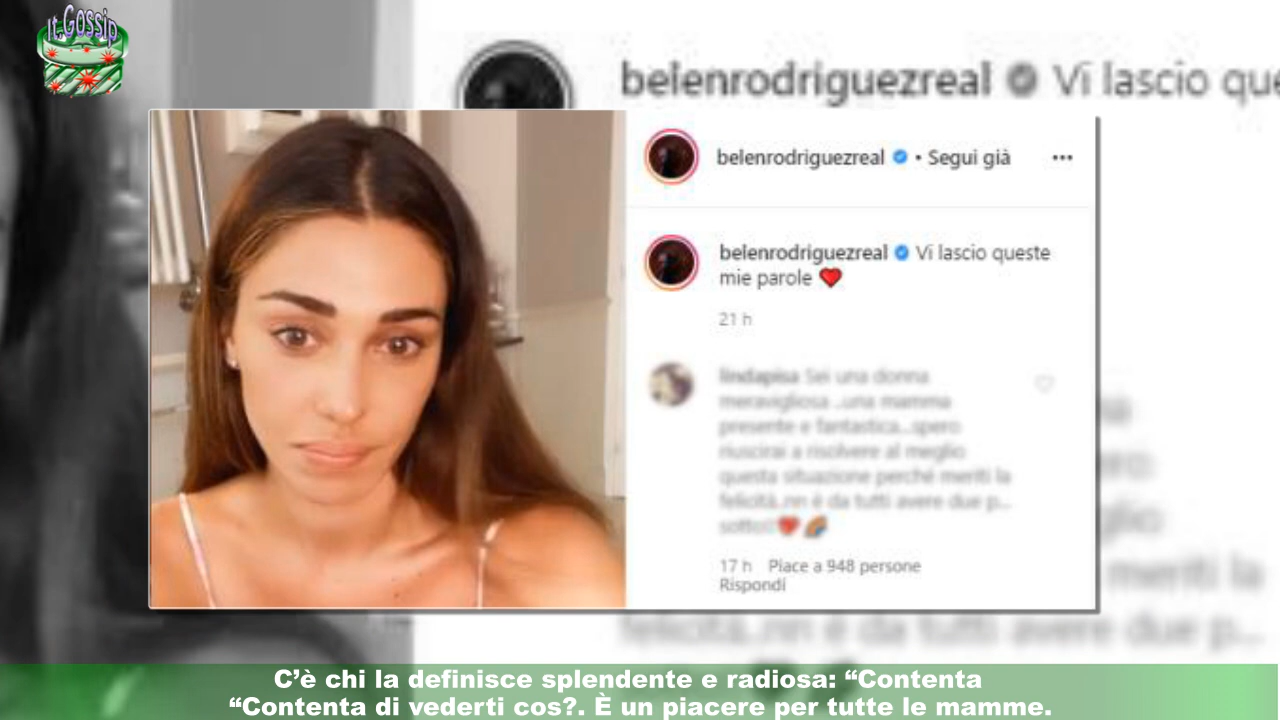 It.Gossip
belenrodriguezreal Vi lascio que
belenrodriguezreal • Segui già •••
belenrodriguezreal Vi lascio queste
mie parole ❤️
21 h
lindapisa Sei una donna
meravigliosa ..una mamma
presente e fantastica...spero
riuscirai a risolvere al meglio
questa situazione perché meriti la
felicità..nn è da tutti avere due p...
sotto!!❤️🌈
17 h Piace a 948 persone
Rispondi
meriti la
felicità..nn è da tutti avere due p...
C’è chi la definisce splendente e radiosa: “Contenta
“Contenta di vederti cos?. È un piacere per tutte le mamme.